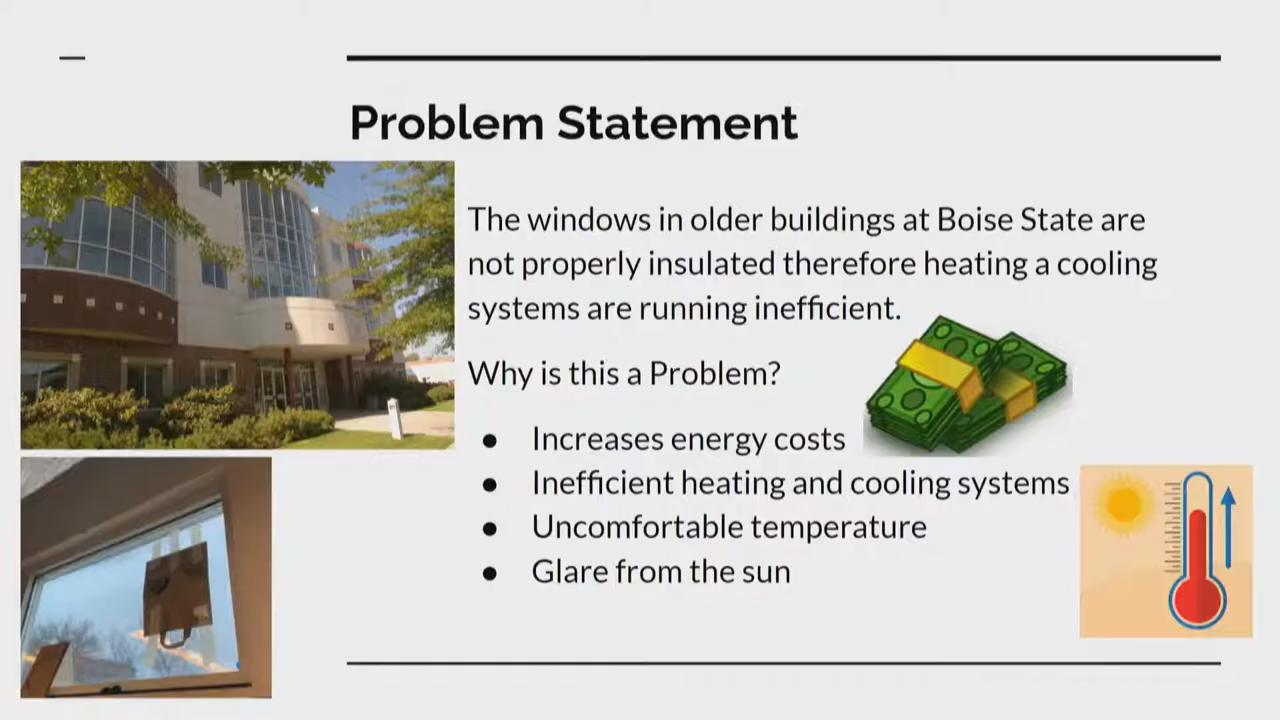 Problem Statement
The windows in older buildings at Boise State are
not properly insulated therefore heating a cooling
systems are running inefficient.
Why is this a Problem?
● Increases energy costs
● Inefficient heating and cooling systems
● Uncomfortable temperature
● Glare from the sun